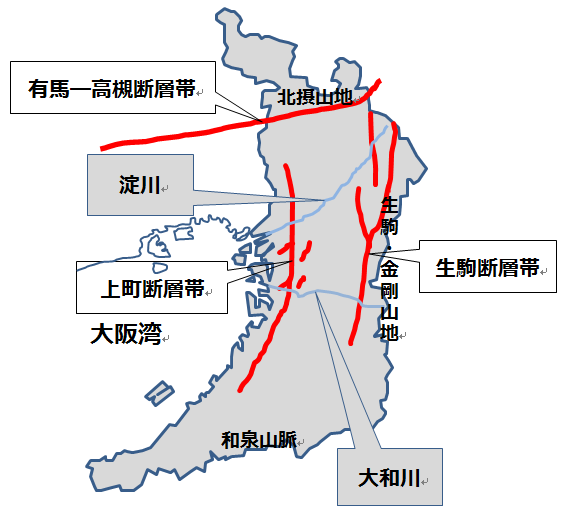 有馬―高槻断層帯
北摂山地
淀川
生駒・金剛山地
生駒断層帯
上町断層帯
大阪湾
和泉山脈
大和川